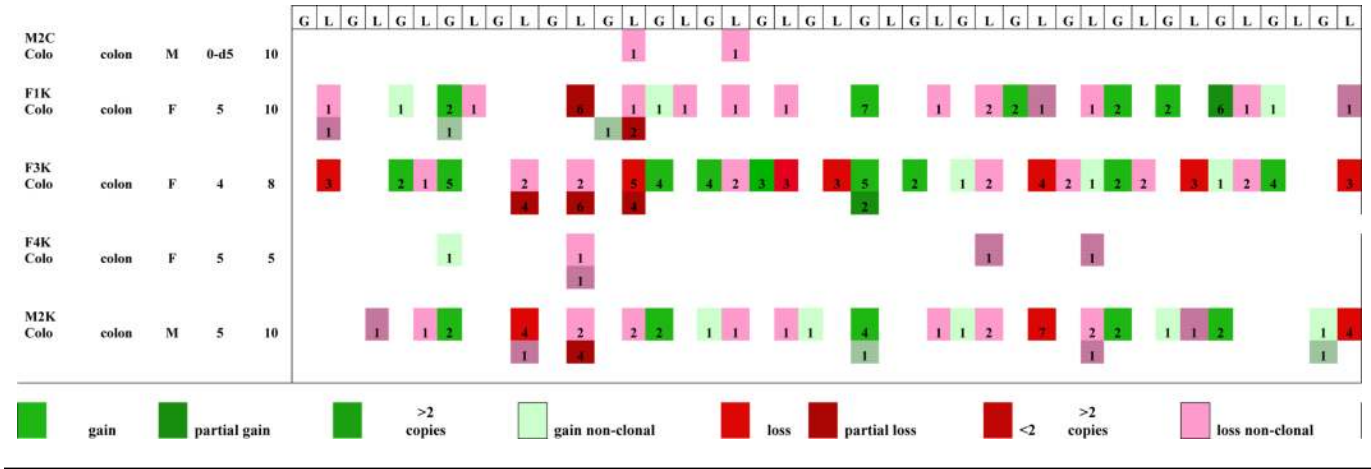 G L G L G L G L G L G L G L G L G L G L G L G L G L G L G L G L G L G L G L G L G L G L
M2C
Colo colon M 0-d5 10 1 1
F1K
Colo colon F 5 10 1 1 2 1 6 1 1 1 1 1 7 1 2 2 1 1 2 2 6 1 1 1
1 1 1 2
F3K
Colo colon F 4 8 3 2 1 5 2 2 5 4 4 2 3 3 3 5 2 1 2 4 2 1 2 2 3 1 2 4 3
4 6 4 2
F4K
Colo colon F 5 5 1 1 1 1
1
M2K
Colo colon M 5 10 1 1 2 4 2 2 2 1 1 1 1 4 1 1 2 7 2 2 1 1 2 1 4
1 4 1 1 1
gain partial gain >2 copies gain non-clonal loss partial loss <2 >2 copies loss non-clonal